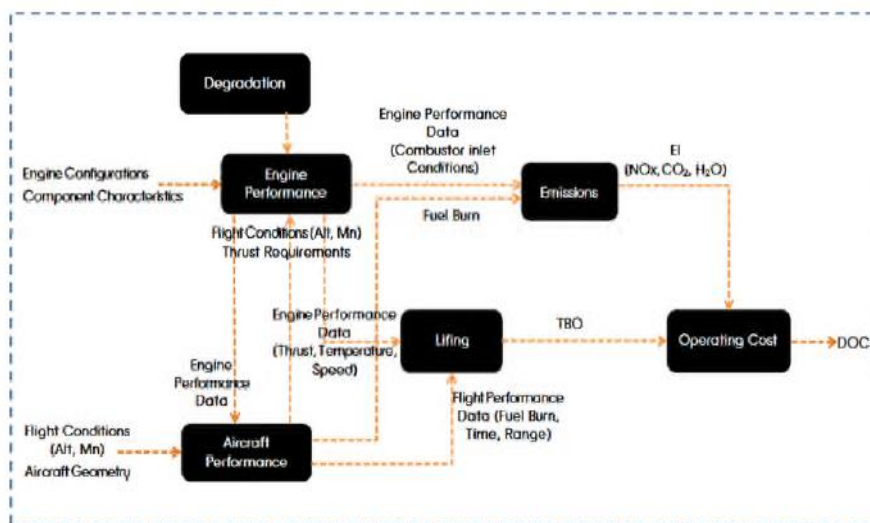 Degradation
Engine Performance
Data
(Combustor inlet
Conditions)
EI
(NOx, CO₂, H₂O)
Engine Configurations
Component Characteristics
Engine
Performance
Emissions
Fuel Burn
Flight Conditions (Alt, Mn)
Thrust Requirements
Engine Performance
Data
(Thrust, Temperature,
Speed)
Lifing
TBO
Operating Cost
DOC
Engine
Performance
Data
Flight Performance
Data (Fuel Burn,
Time, Range)
Flight Conditions
(Alt, Mn)
Aircraft Geometry
Aircraft
Performance